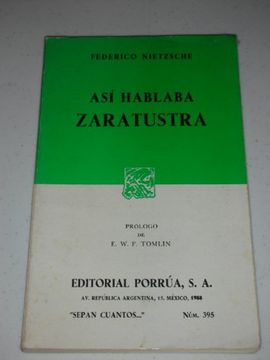 FEDERICO NIETZSCHE
ASÍ HABLABA
ZARATUSTRA
PROLOGO
DE
E. W. F. TOMLIN
EDITORIAL PORRÚA, S. A.
AV. REPÚBLICA ARGENTINA, 15, MÉXICO, 1988
"SEPAN CUANTOS..." NÚM. 395